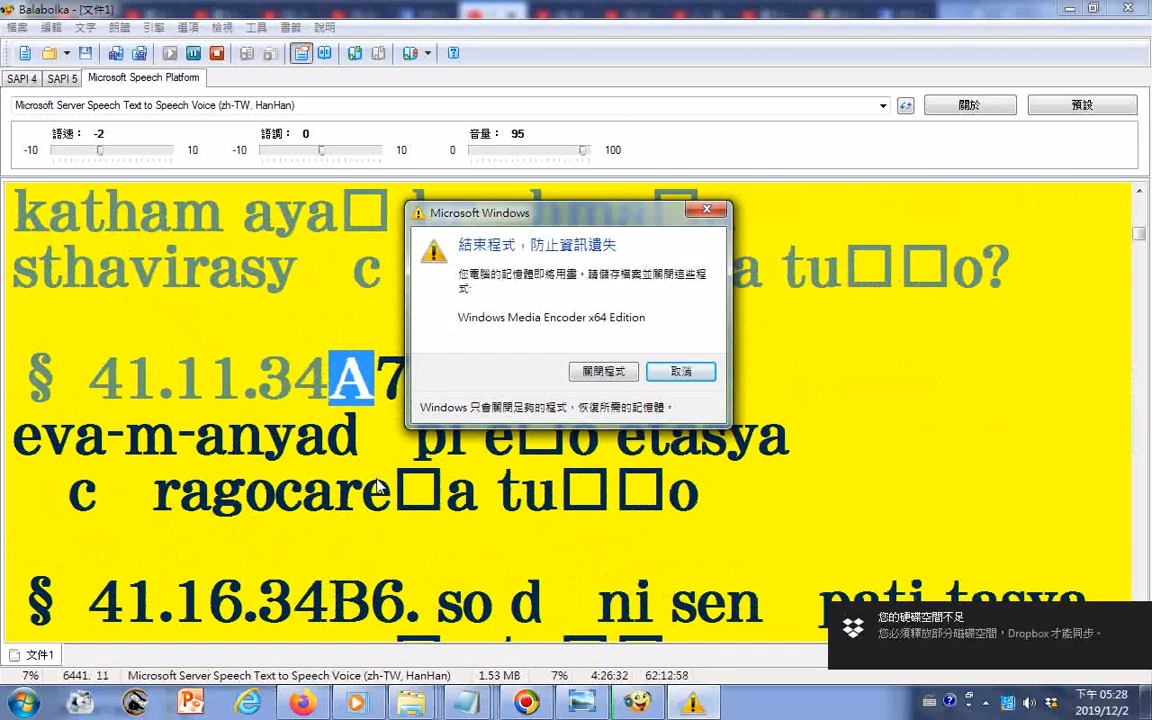 Balabolka - [文件1]
檔案 編輯 文字 朗讀 引擎 選項 檢視 工具 書籤 說明
SAPI 4 SAPI 5 Microsoft Speech Platform
Microsoft Server Speech Text to Speech Voice (zh-TW, HanHan) 關於 預設
語速： -2 語調： 0 音量： 95
-10 10 -10 10 0 100
katham aya□
sthavirasy c a tu□□o?
§ 41.11.34A7
eva-m-anyad pi e□o etasya
c ragocare□a tu□□o
§ 41.16.34B6. so d ni sen pati tasya
Microsoft Windows
結束程式，防止資訊遺失
您電腦的記憶體即將用盡。請儲存檔案並關閉這些程
式:
Windows Media Encoder x64 Edition
關閉程式 取消
Windows 只會關閉足夠的程式，恢復所需的記憶體。
您的硬碟空間不足
您必須釋放部分磁碟空間，Dropbox 才能同步。
文件1
7% 6441. 11 Microsoft Server Speech Text to Speech Voice (zh-TW, HanHan) 1.53 MB 7% 4:26:32 62:12:58
下午 05:28
2019/12/2